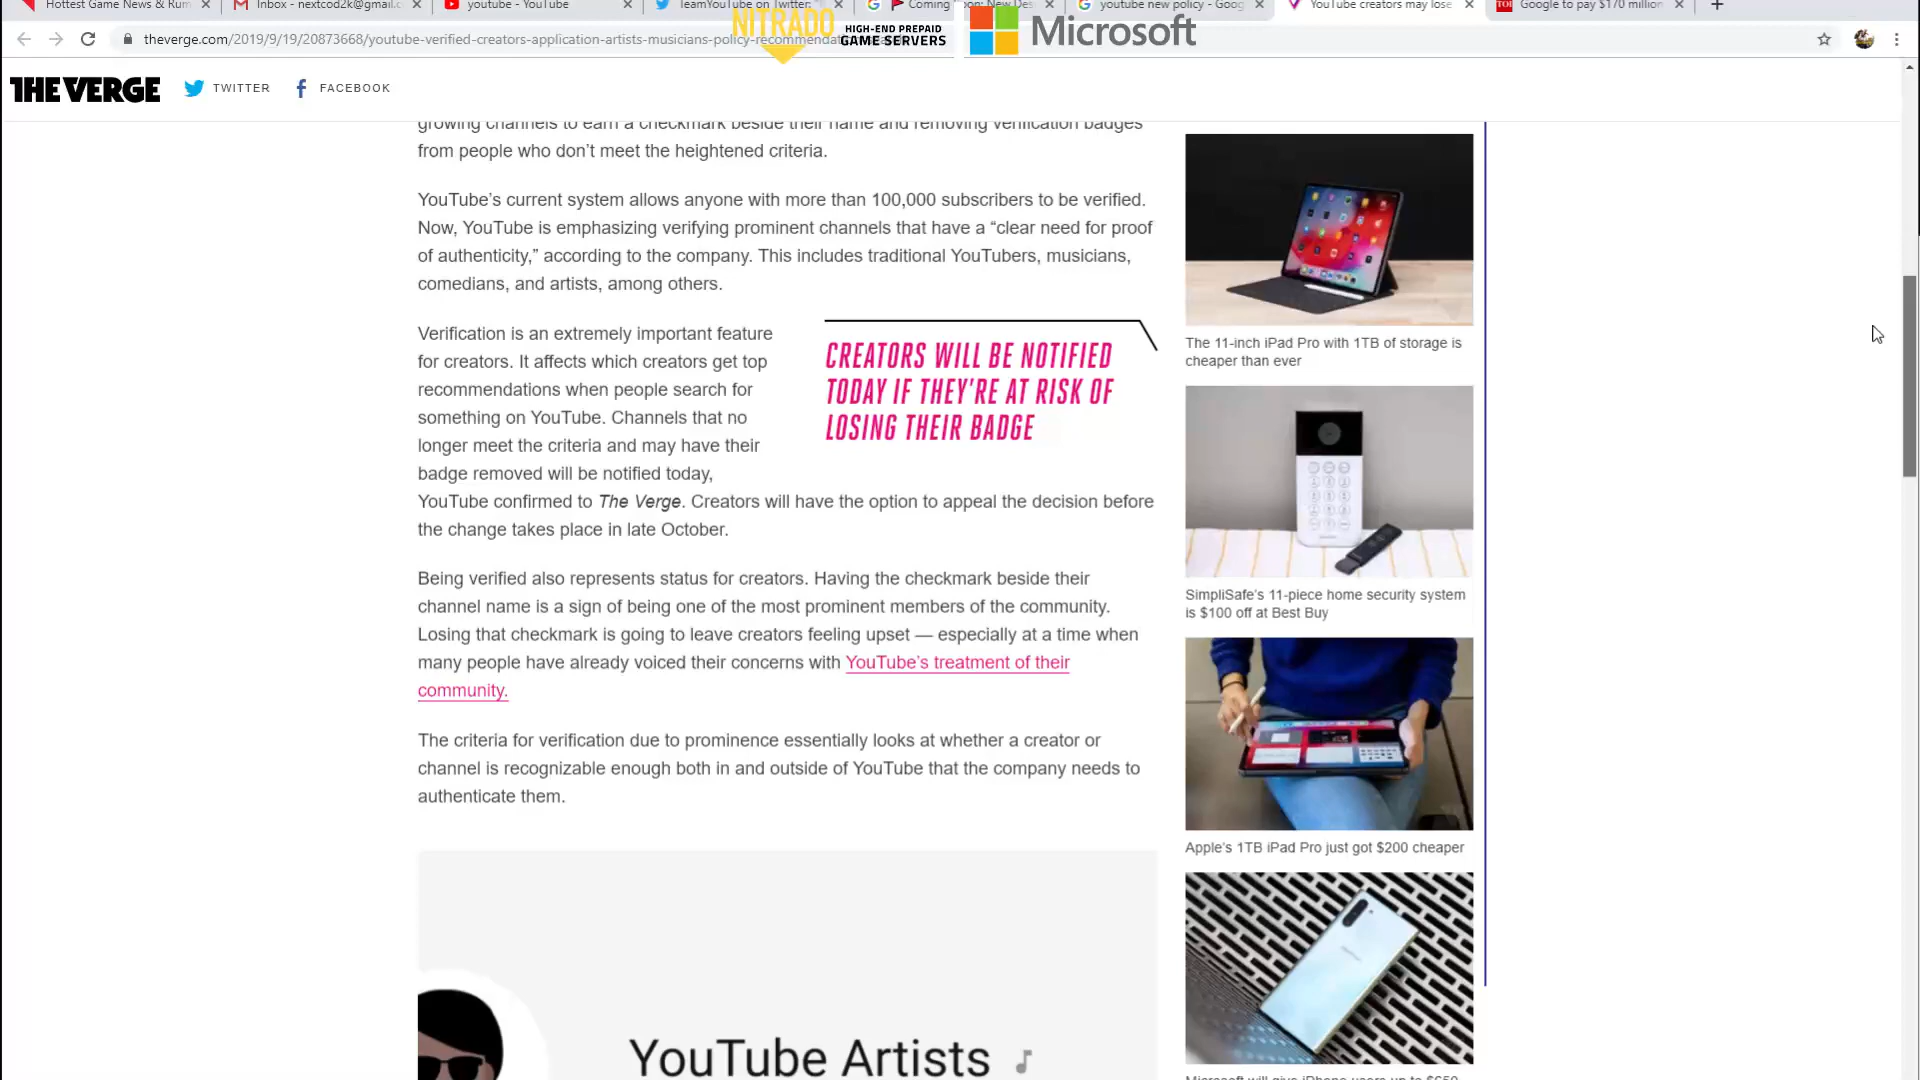 Hottest Game News & Rum
Inbox - nextcod2k@gmail.c
youtube - YouTube
TeamYouTube on Twitter:
Coming
oon: New Des
youtube new policy - Goog
YouTube creators may lose
TOI
Google to pay $170 million
NITRADO
HIGH-END PREPAID
GAME SERVERS
Microsoft
theverge.com/2019/9/19/20873668/youtube-verified-creators-application-artists-musicians-policy-recommenda
THE VERGE
TWITTER
FACEBOOK
growing channels to earn a checkmark beside their name and removing verification badges
from people who don’t meet the heightened criteria.
YouTube’s current system allows anyone with more than 100,000 subscribers to be verified.
Now, YouTube is emphasizing verifying prominent channels that have a “clear need for proof
of authenticity,” according to the company. This includes traditional YouTubers, musicians,
comedians, and artists, among others.
Verification is an extremely important feature
for creators. It affects which creators get top
recommendations when people search for
something on YouTube. Channels that no
longer meet the criteria and may have their
badge removed will be notified today,
YouTube confirmed to The Verge. Creators will have the option to appeal the decision before
the change takes place in late October.
CREATORS WILL BE NOTIFIED
TODAY IF THEY’RE AT RISK OF
LOSING THEIR BADGE
Being verified also represents status for creators. Having the checkmark beside their
channel name is a sign of being one of the most prominent members of the community.
Losing that checkmark is going to leave creators feeling upset — especially at a time when
many people have already voiced their concerns with YouTube’s treatment of their
community.
The criteria for verification due to prominence essentially looks at whether a creator or
channel is recognizable enough both in and outside of YouTube that the company needs to
authenticate them.
YouTube Artists
The 11-inch iPad Pro with 1TB of storage is
cheaper than ever
SimpliSafe’s 11-piece home security system
is $100 off at Best Buy
Apple’s 1TB iPad Pro just got $200 cheaper
Microsoft will give iPhone users up to $650